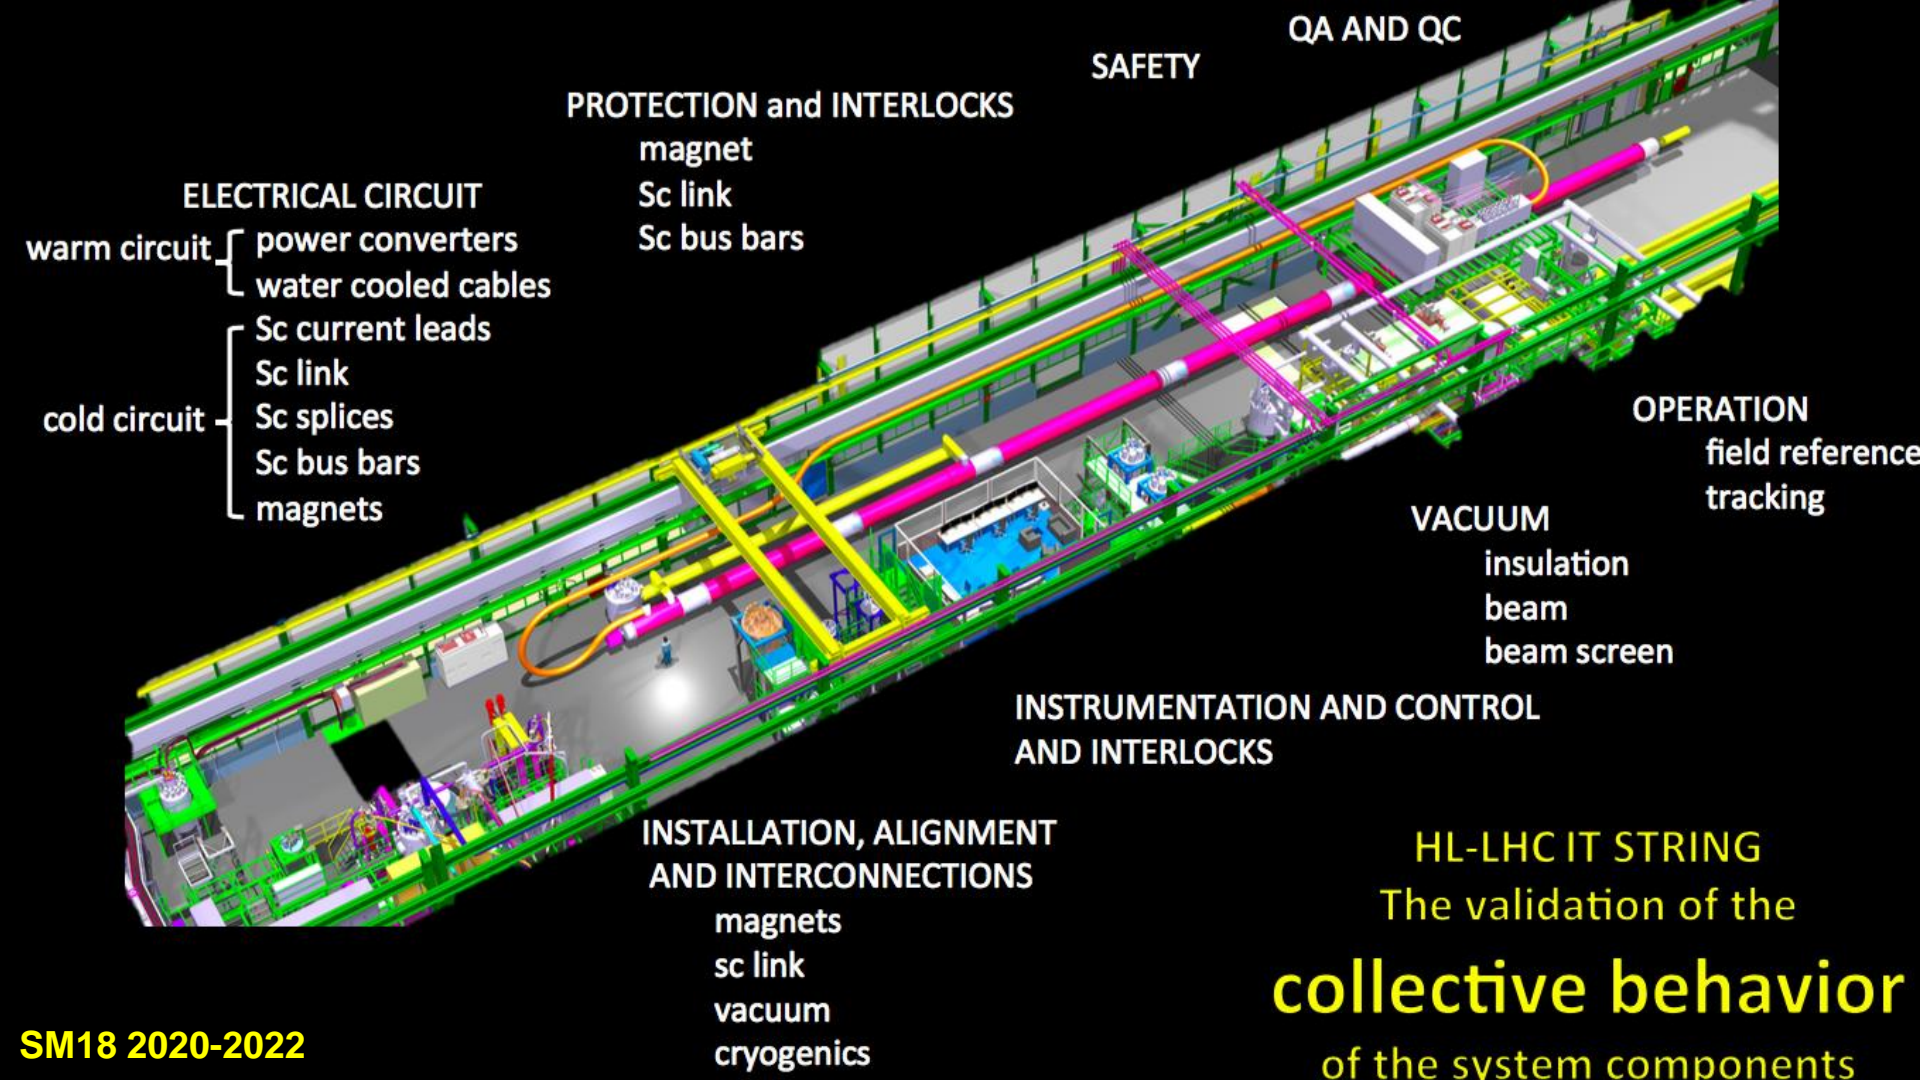 QA AND QC
SAFETY
PROTECTION and INTERLOCKS
magnet
Sc link
Sc bus bars
ELECTRICAL CIRCUIT
warm circuit
power converters
water cooled cables
cold circuit
Sc current leads
Sc link
Sc splices
Sc bus bars
magnets
OPERATION
field reference
tracking
VACUUM
insulation
beam
beam screen
INSTRUMENTATION AND CONTROL
AND INTERLOCKS
INSTALLATION, ALIGNMENT
AND INTERCONNECTIONS
magnets
sc link
vacuum
cryogenics
HL-LHC IT STRING
The validation of the
collective behavior
of the system components
SM18 2020-2022